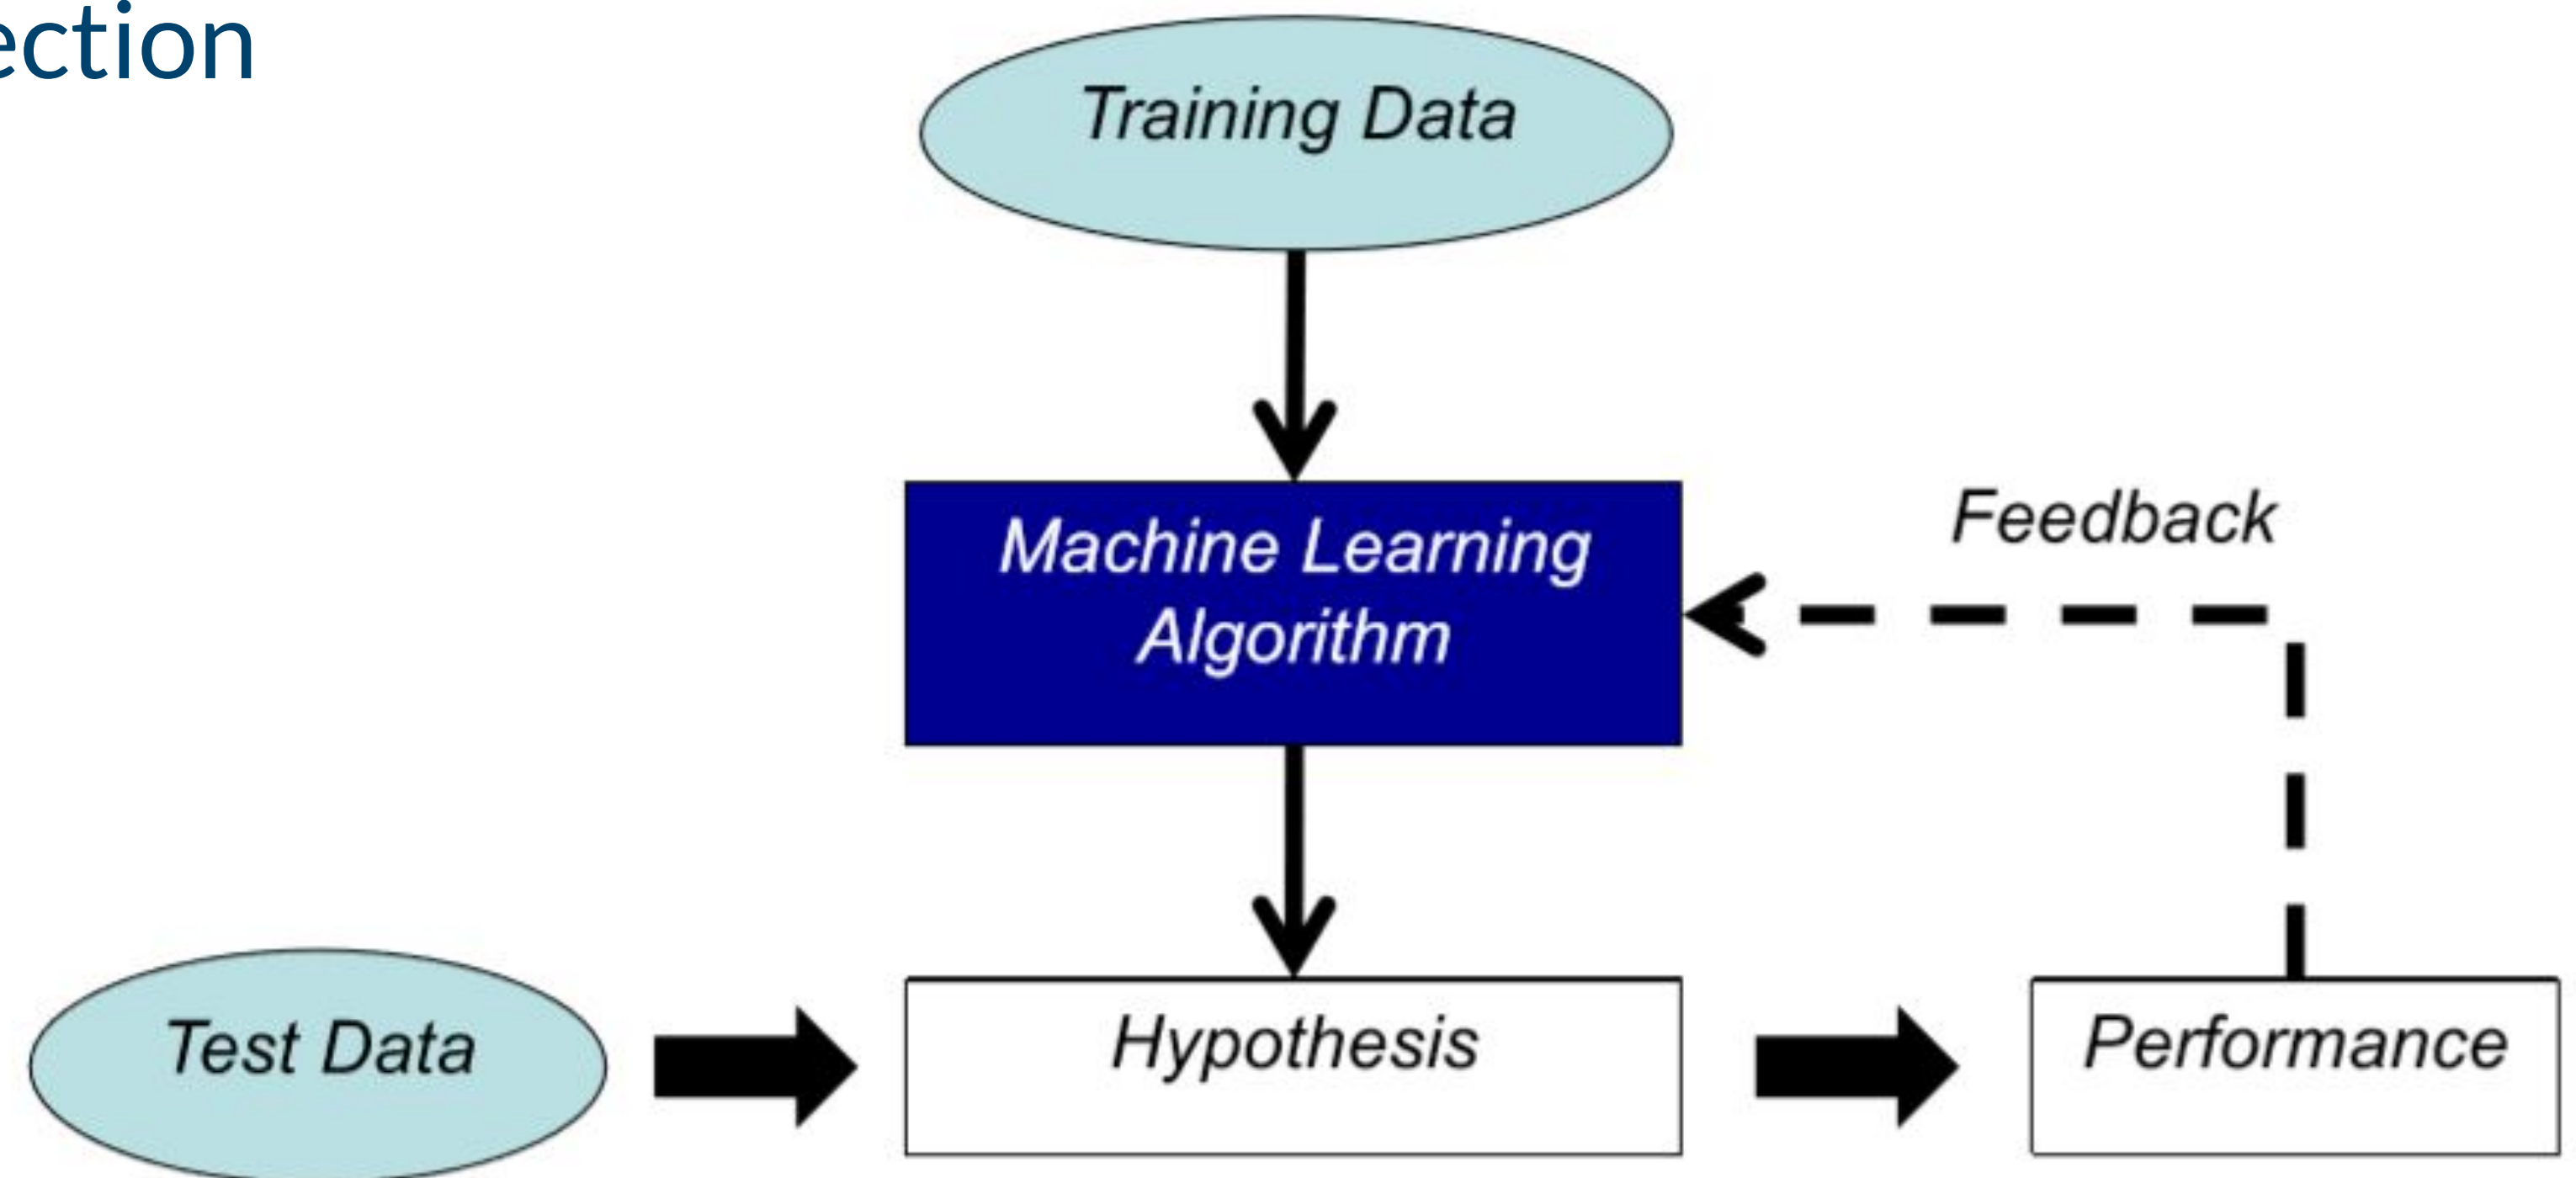 ection
Training Data
Machine Learning
Algorithm
Feedback
Test Data
Hypothesis
Performance